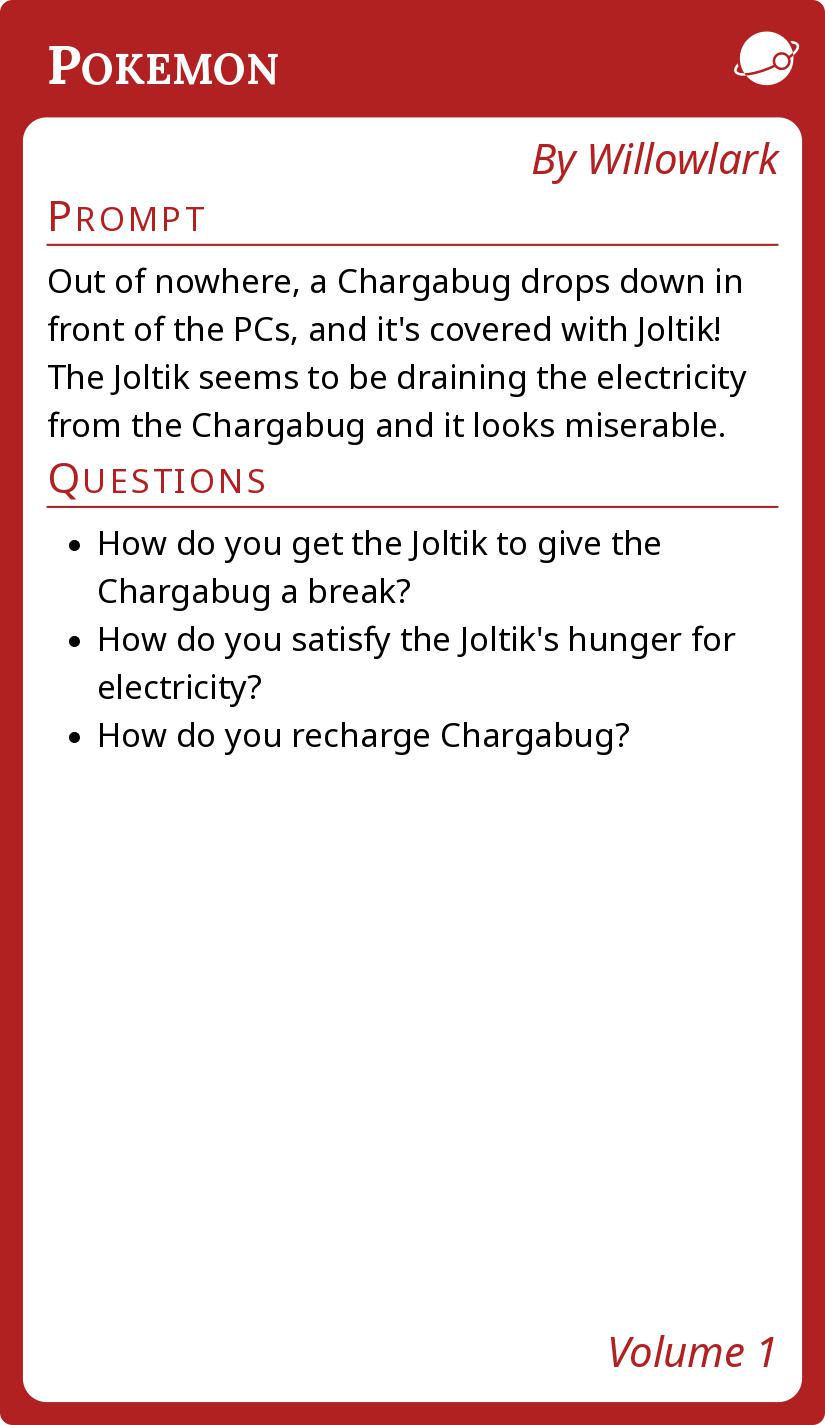 POKEMON
By Willowlark
PROMPT
Out of nowhere, a Chargabug drops down in
front of the PCs, and it's covered with Joltik!
The Joltik seems to be draining the electricity
from the Chargabug and it looks miserable.
QUESTIONS
• How do you get the Joltik to give the
Chargabug a break?
• How do you satisfy the Joltik's hunger for
electricity?
• How do you recharge Chargabug?
Volume 1